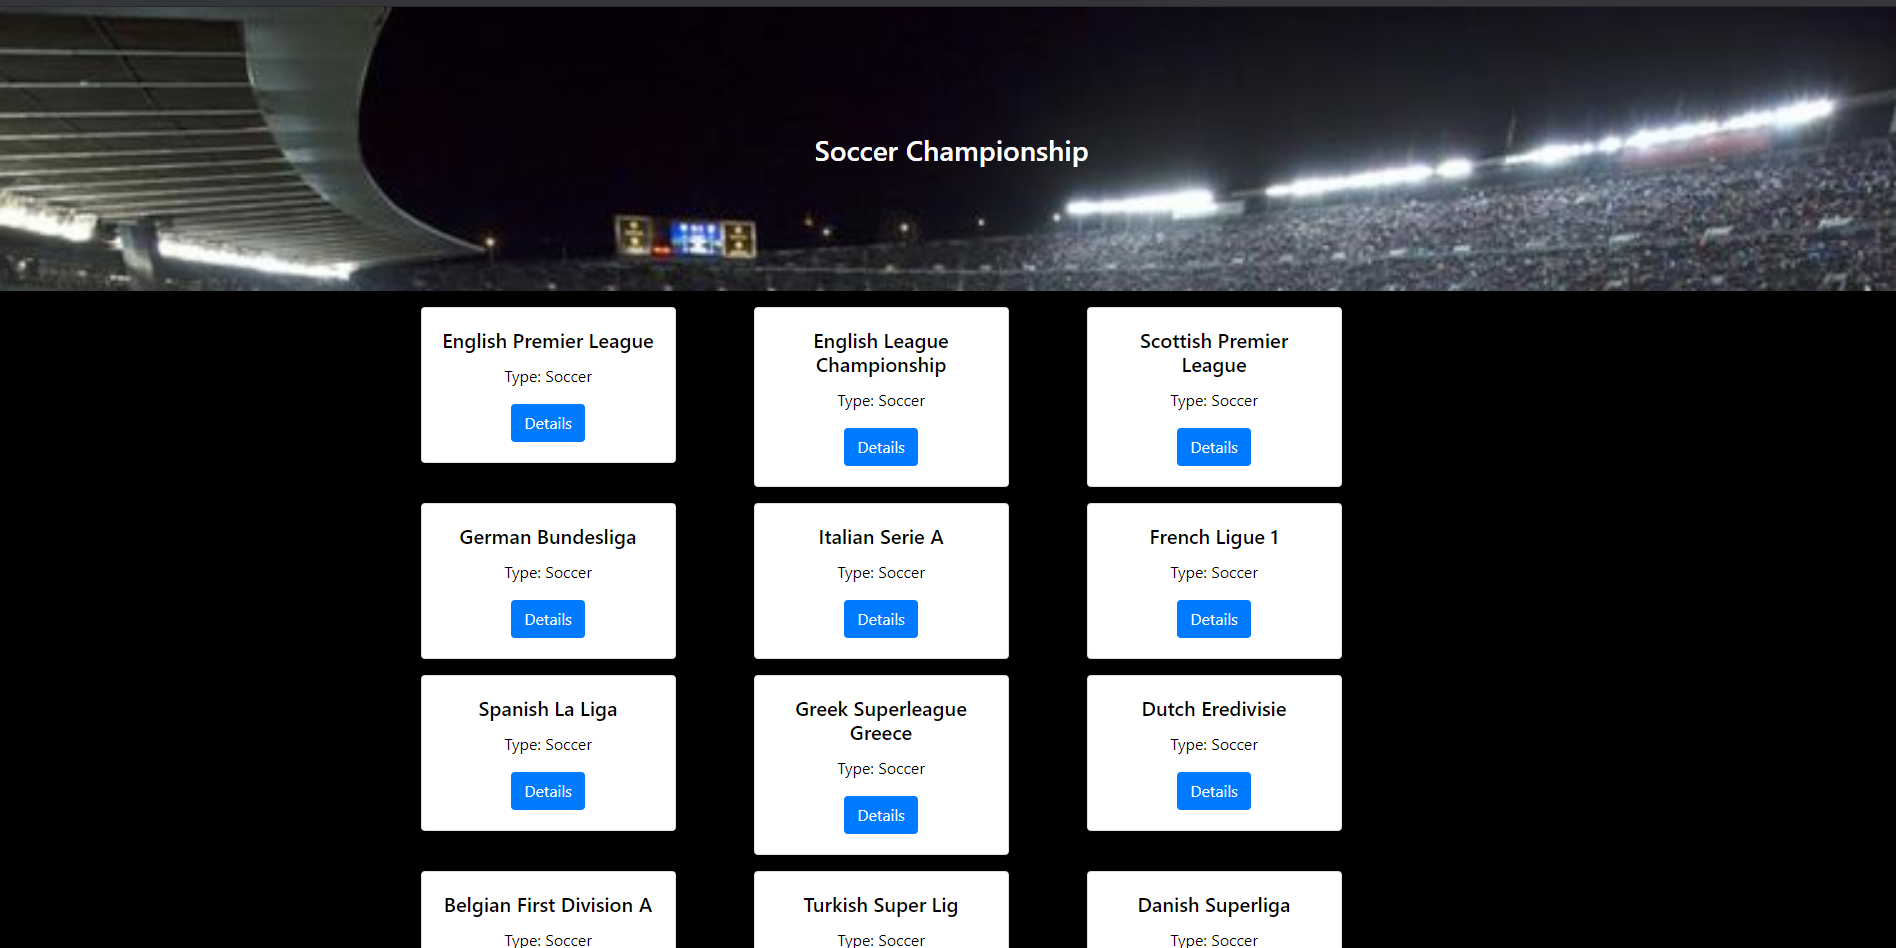 Soccer Championship
English Premier League
Type: Soccer
Details
English League
Championship
Type: Soccer
Details
Scottish Premier
League
Type: Soccer
Details
German Bundesliga
Type: Soccer
Details
Italian Serie A
Type: Soccer
Details
French Ligue 1
Type: Soccer
Details
Spanish La Liga
Type: Soccer
Details
Greek Superleague
Greece
Type: Soccer
Details
Dutch Eredivisie
Type: Soccer
Details
Belgian First Division A
Type: Soccer
Turkish Super Lig
Type: Soccer
Danish Superliga
Type: Soccer